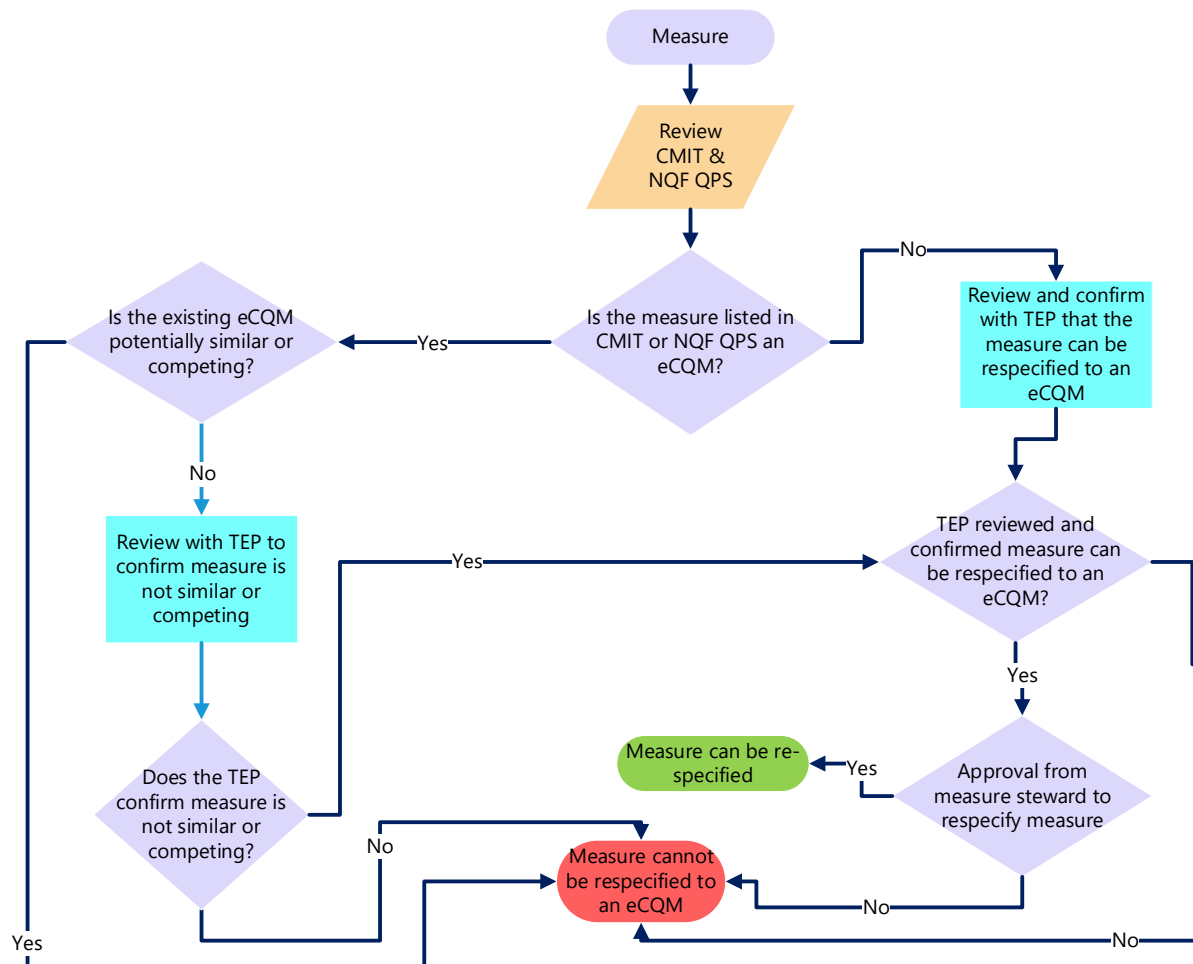 Measure
Review
CMIT &
NQF QPS
No
Is the existing eCQM
potentially similar or
competing?
Yes
Is the measure listed in
CMIT or NQF QPS an
eCQM?
Review and confirm
with TEP that the
measure can be
respecified to an
eCQM
No
Review with TEP to
confirm measure is
not similar or
competing
Yes
TEP reviewed and
confirmed measure can
be respecified to an
eCQM?
Yes
Measure can be re-
specified
Yes
Approval from
measure steward to
respecify measure
Does the TEP
confirm measure is
not similar or
competing?
No
Measure cannot
be respecified to
an eCQM
No
Yes
No